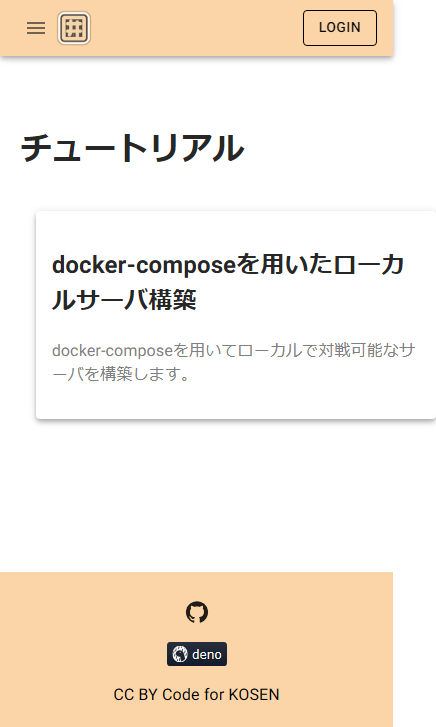 LOGIN
チュートリアル
docker-composeを用いたローカ
ルサーバ構築
docker-composeを用いてローカルで対戦可能なサ
ーバを構築します。
deno
CC BY Code for KOSEN